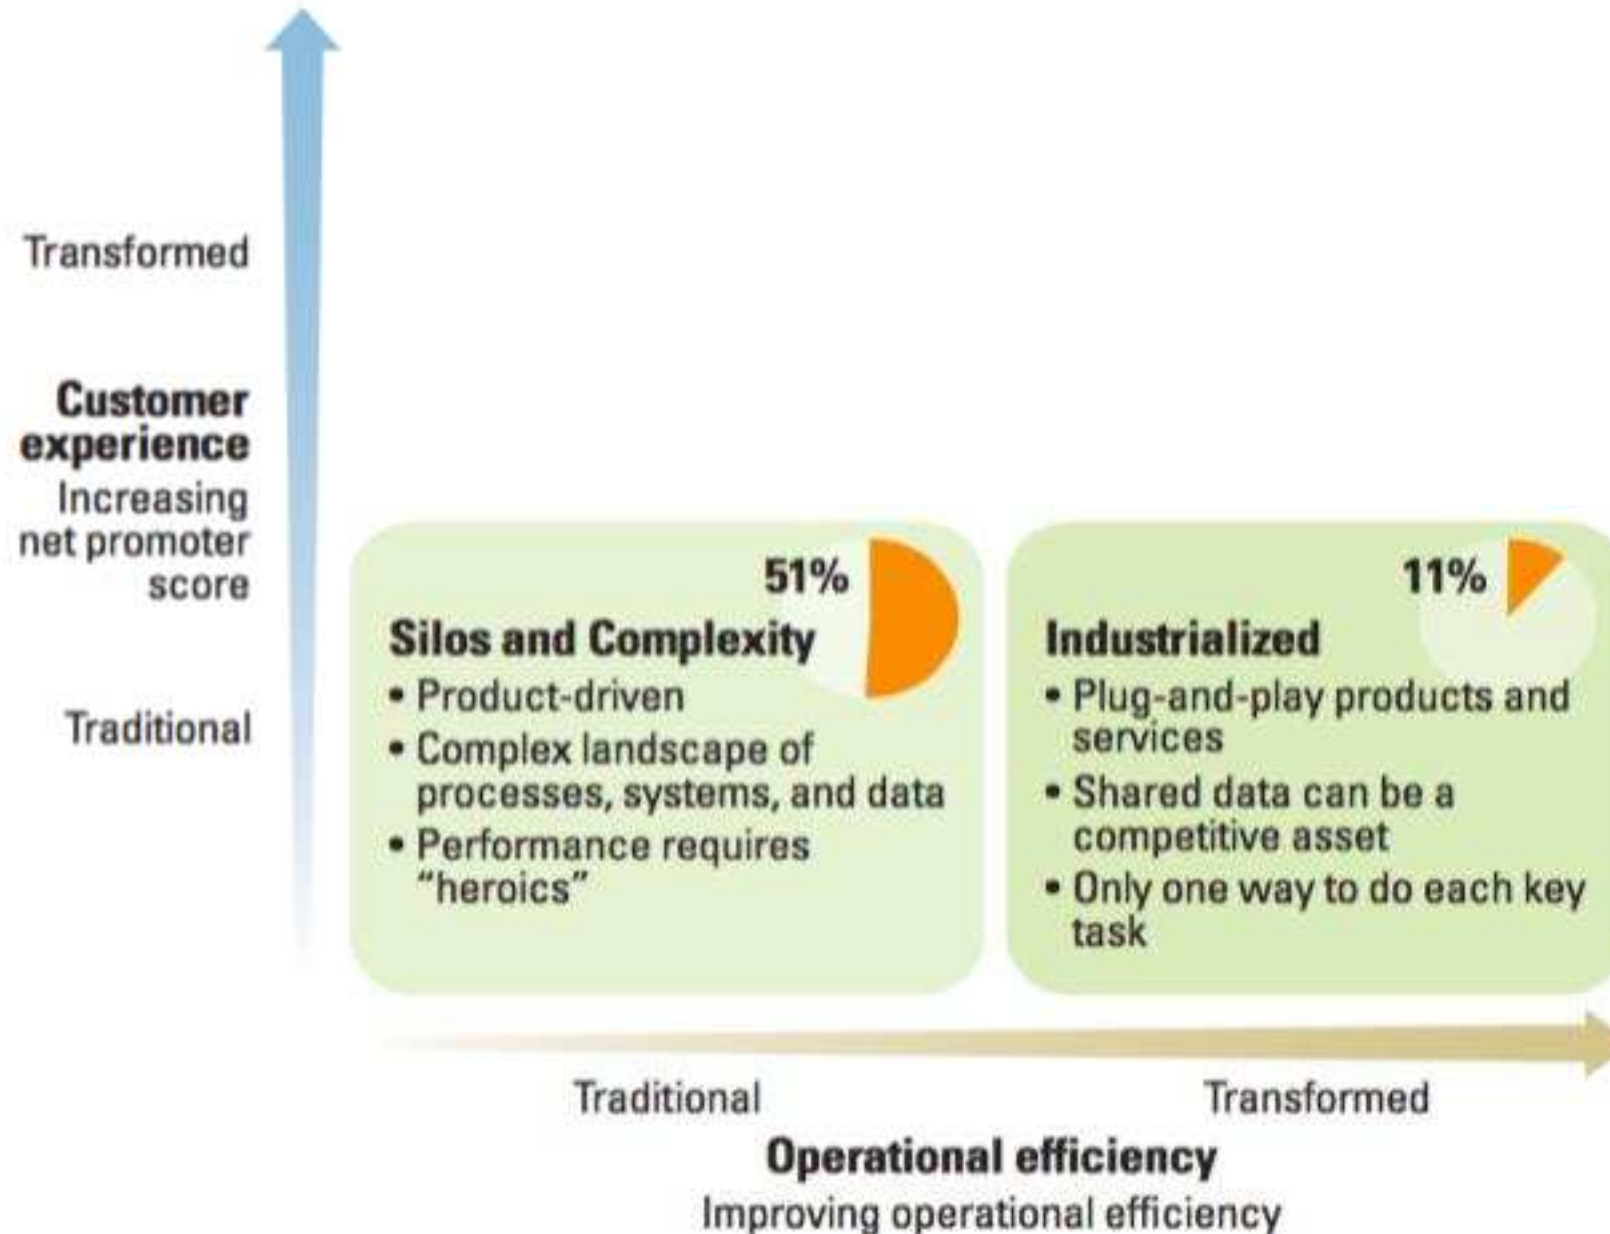 Transformed
Customer
experience
Increasing
net promoter
score
Traditional
51%
Silos and Complexity
• Product-driven
• Complex landscape of
processes, systems, and data
• Performance requires
“heroics”
11%
Industrialized
• Plug-and-play products and
services
• Shared data can be a
competitive asset
• Only one way to do each key
task
Traditional
Transformed
Operational efficiency
Improving operational efficiency